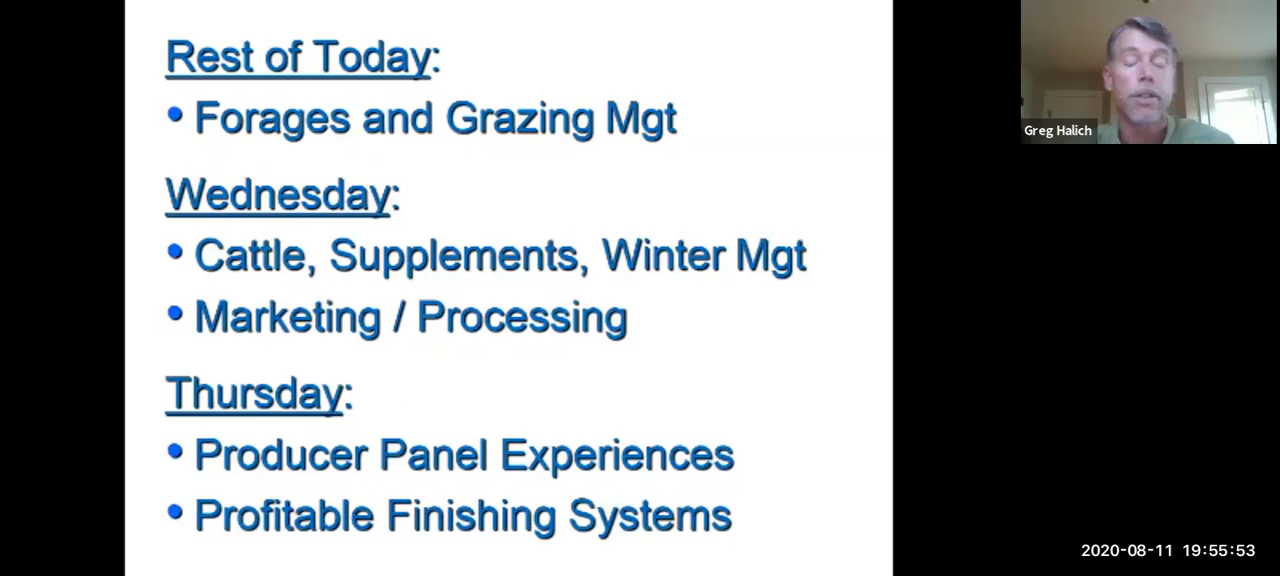 Rest of Today:
• Forages and Grazing Mgt
Wednesday:
• Cattle, Supplements, Winter Mgt
• Marketing / Processing
Thursday:
• Producer Panel Experiences
• Profitable Finishing Systems
Greg Halich
2020-08-11 19:55:53